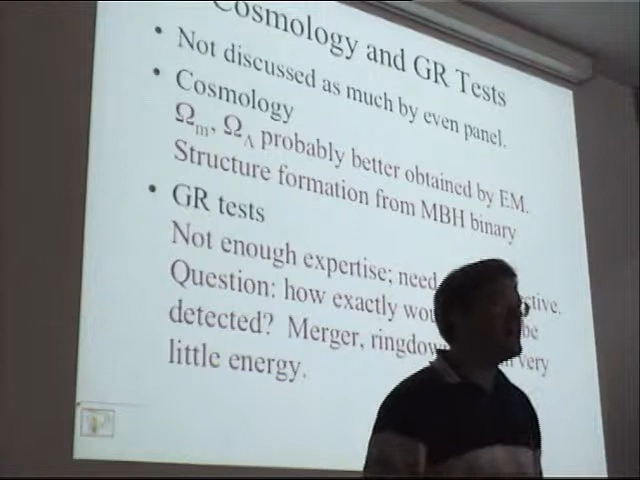 Cosmology and GR Tests
• Not discussed as much by even panel.
• Cosmology
Ωm, ΩΛ probably better obtained by EM.
Structure formation from MBH binary
• GR tests
Not enough expertise; need
Question: how exactly be
detected? Merger, ringdow very
little energy.